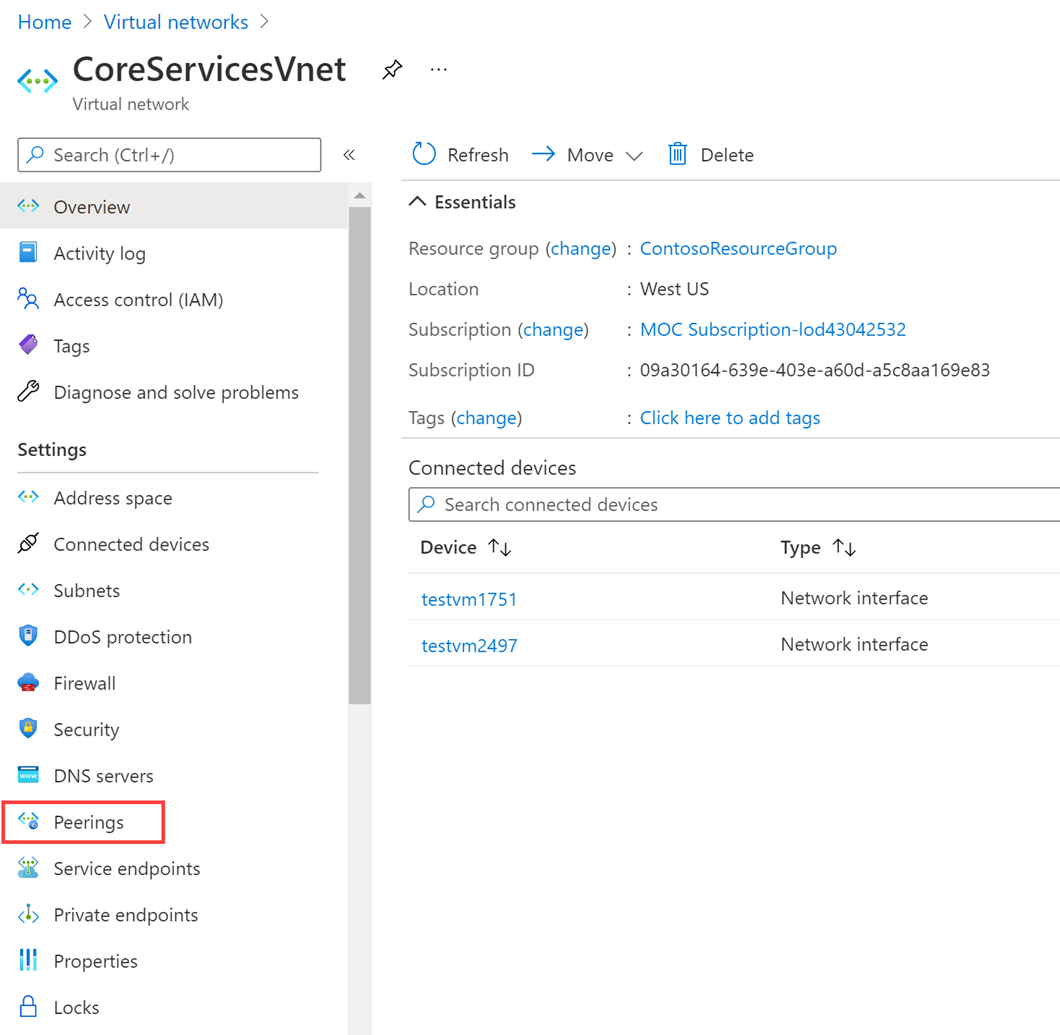 Home > Virtual networks >
CoreServicesVnet ...
Virtual network
Search (Ctrl+/) «
Overview
Activity log
Access control (IAM)
Tags
Diagnose and solve problems
Settings
Address space
Connected devices
Subnets
DDoS protection
Firewall
Security
DNS servers
Peerings
Service endpoints
Private endpoints
Properties
Locks
Refresh Move Delete
Essentials
Resource group (change) : ContosoResourceGroup
Location : West US
Subscription (change) : MOC Subscription-lod43042532
Subscription ID : 09a30164-639e-403e-a60d-a5c8aa169e83
Tags (change) : Click here to add tags
Connected devices
Search connected devices
Device ↑↓ Type ↑↓
testvm1751 Network interface
testvm2497 Network interface